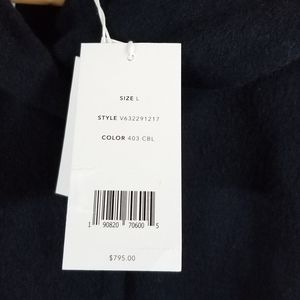 SIZE L
STYLE V632291217
COLOR 403 CBL
1 90820 70600 5
$795.00